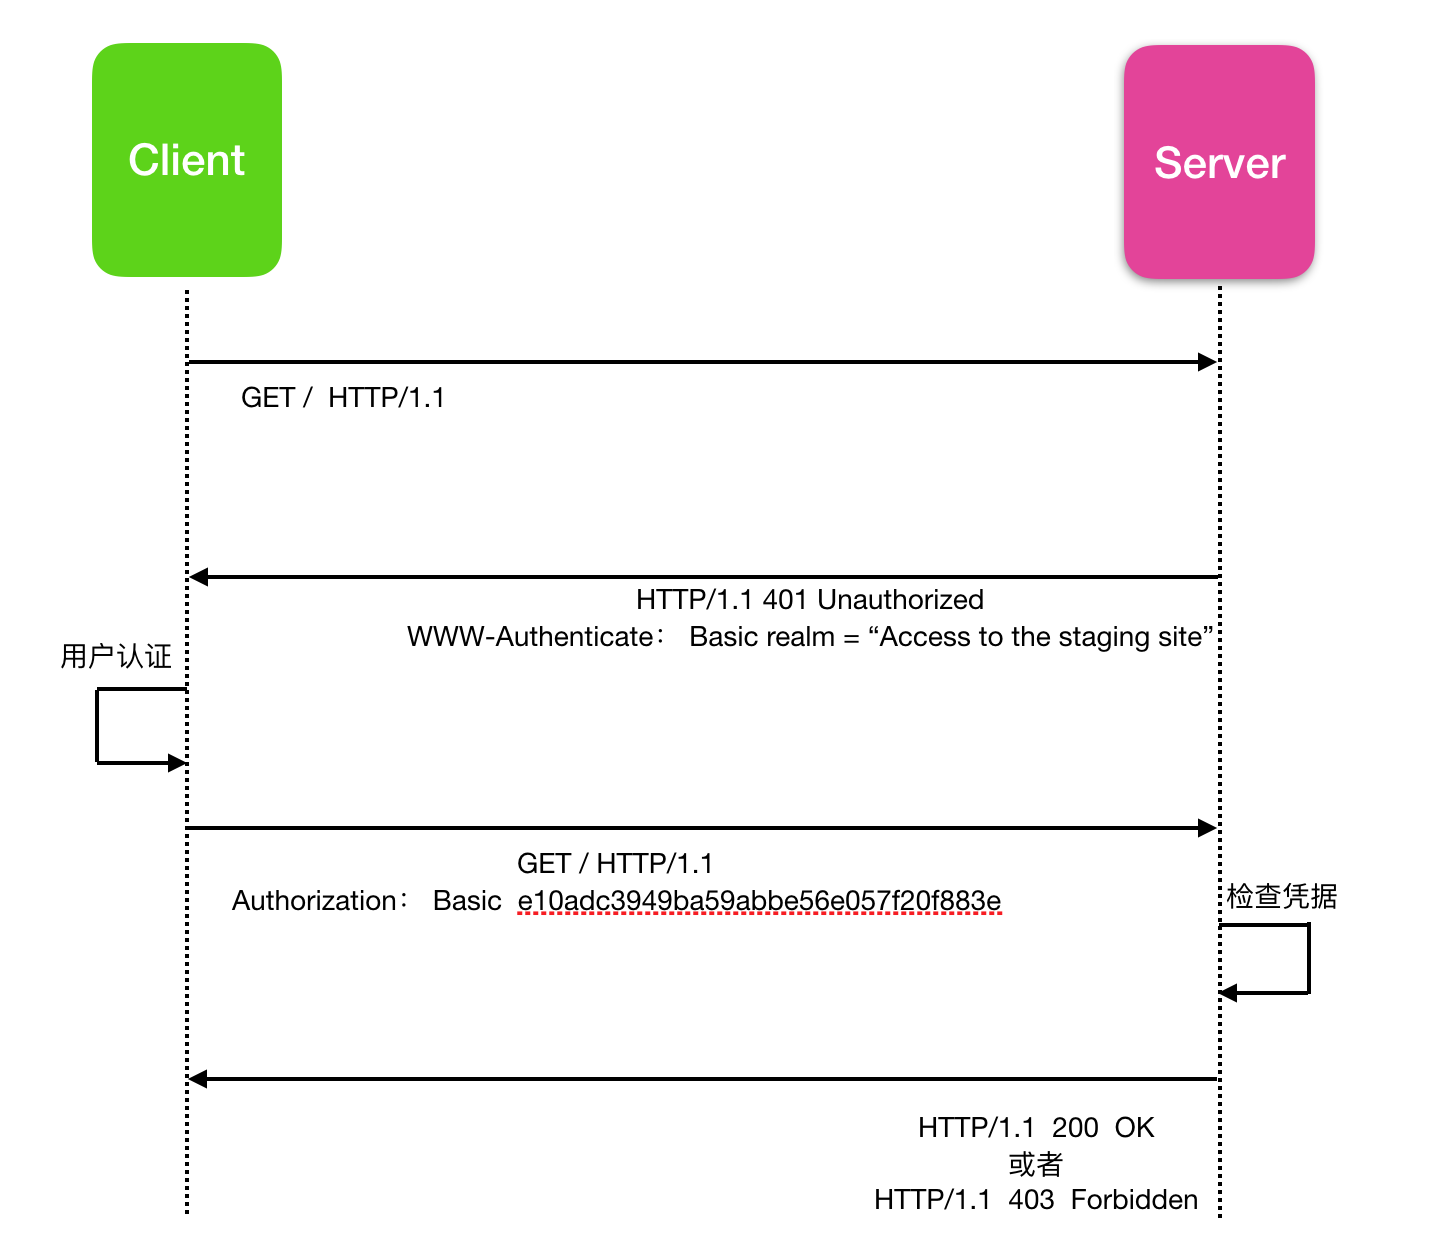 Client
Server
GET /  HTTP/1.1
HTTP/1.1 401 Unauthorized
WWW-Authenticate：  Basic realm = “Access to the staging site”
用户认证
GET / HTTP/1.1
Authorization：  Basic  e10adc3949ba59abbe56e057f20f883e
检查凭据
HTTP/1.1  200  OK
或者
HTTP/1.1  403  Forbidden